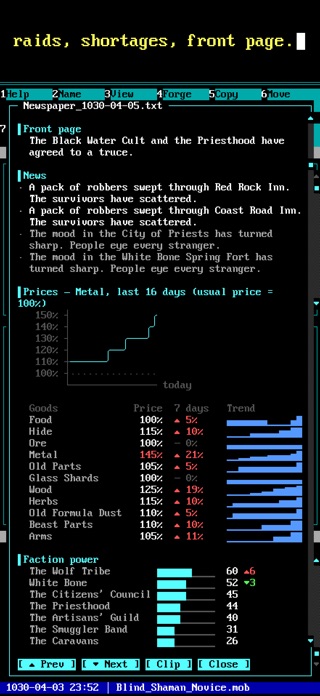 raids, shortages, front page.
1Help 2Name 3View 4Forge 5Copy 6Move
Newspaper_1030-04-05.txt
7
Front page
The Black Water Cult and the Priesthood have
agreed to a truce.
News
· A pack of robbers swept through Red Rock Inn.
The survivors have scattered.
· A pack of robbers swept through Coast Road Inn.
The survivors have scattered.
· The mood in the City of Priests has turned
sharp. People eye every stranger.
· The mood in the White Bone Spring Fort has
turned sharp. People eye every stranger.
Prices — Metal, last 16 days (usual price =
100%)
150%
140%
130%
120%
110%
100%
today
Goods Price 7 days Trend
Food 100% ▲ 5%
Hide 115% ▲ 10%
Ore 100% — 0%
Metal 145% ▲ 21%
Old Parts 105% ▲ 5%
Glass Shards 100% — 0%
Wood 125% ▲ 19%
Herbs 115% ▲ 10%
Old Formula Dust 110% ▲ 5%
Beast Parts 110% ▲ 10%
Arms 105% ▲ 11%
Faction power
The Wolf Tribe 60 ▲6
White Bone 52 ▼3
The Citizens' Council 45
The Priesthood 44
The Artisans' Guild 40
The Smuggler Band 31
The Caravans 26
[ ▲ Prev ] [ ▼ Next ] [ Clip ] [ Close ]
1030-04-03 23:52 | Blind_Shaman_Novice.mob